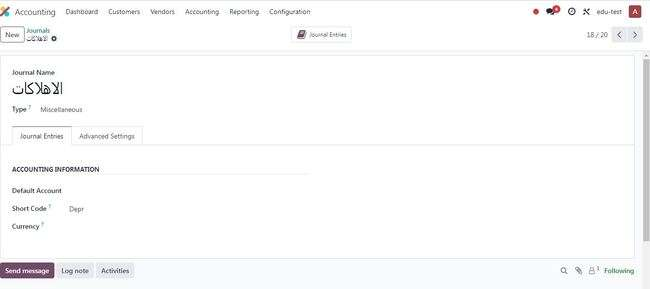 Accounting Dashboard Customers Vendors Accounting Reporting Configuration 4 edu-test A
New Journals Journal Entries 18 / 20
الاهلاكات
Journal Name
الاهلاكات
Type ? Miscellaneous
Journal Entries Advanced Settings
ACCOUNTING INFORMATION
Default Account
Short Code ? Depr
Currency ?
Send message Log note Activities 1 Following